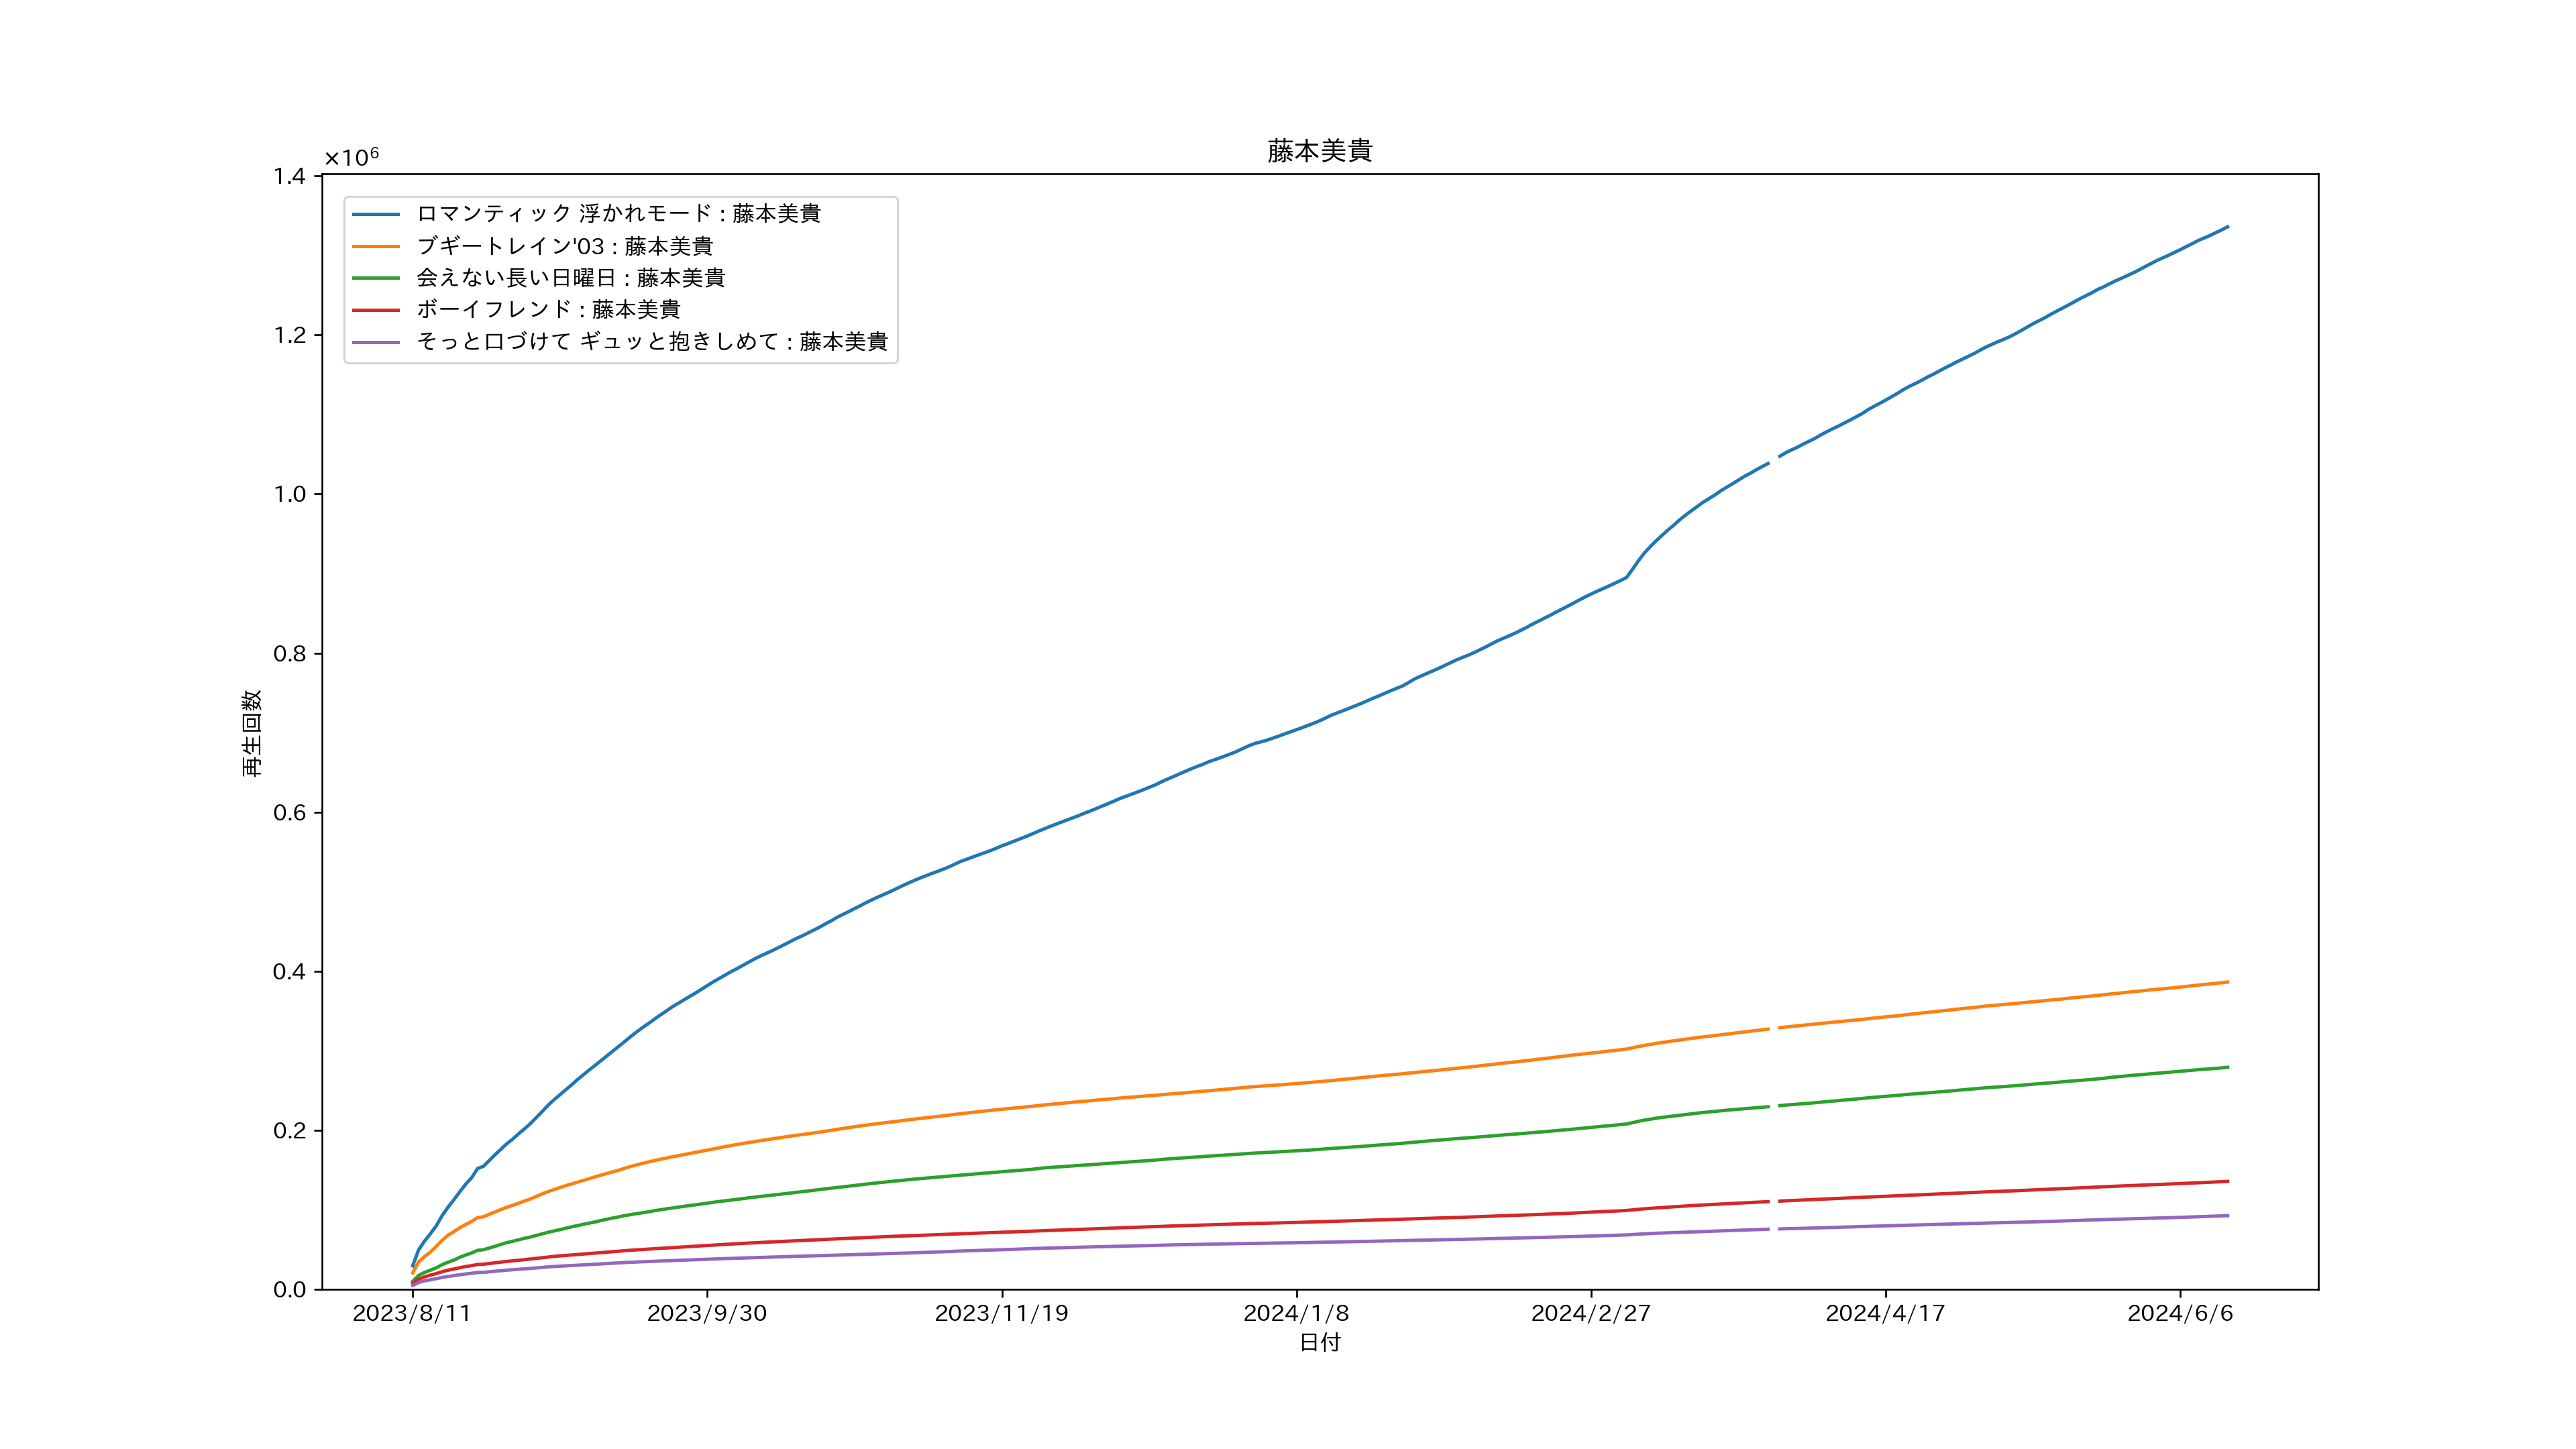 藤本美貴
×10⁶
1.4
1.2
1.0
0.8
0.6
0.4
0.2
0.0
再生回数
ロマンティック 浮かれモード : 藤本美貴
ブギートレイン'03 : 藤本美貴
会えない長い日曜日 : 藤本美貴
ボーイフレンド : 藤本美貴
そっと口づけて ギュッと抱きしめて : 藤本美貴
2023/8/11 2023/9/30 2023/11/19 2024/1/8 2024/2/27 2024/4/17 2024/6/6
日付